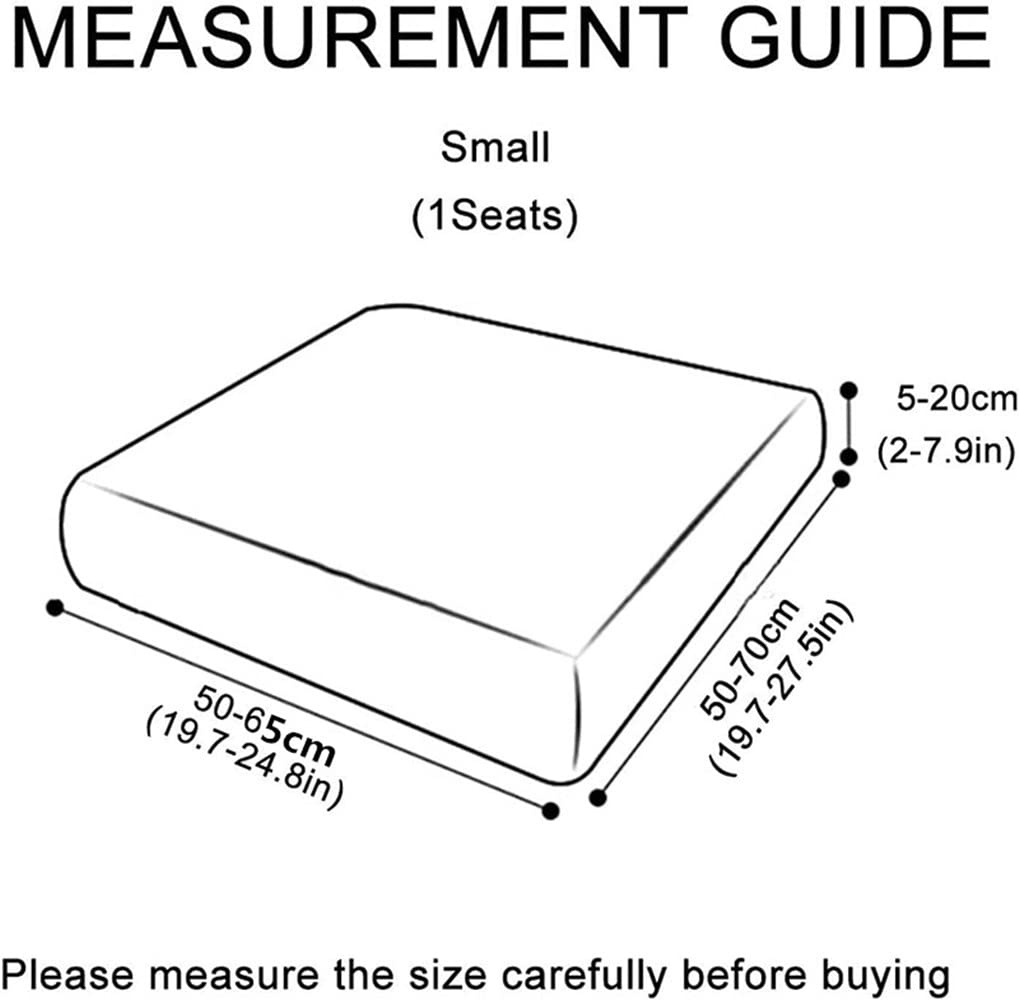 MEASUREMENT GUIDE
Small
(1Seats)
5-20cm
(2-7.9in)
50-65cm
(19.7-24.8in)
50-70cm
(19.7-27.5in)
Please measure the size carefully before buying